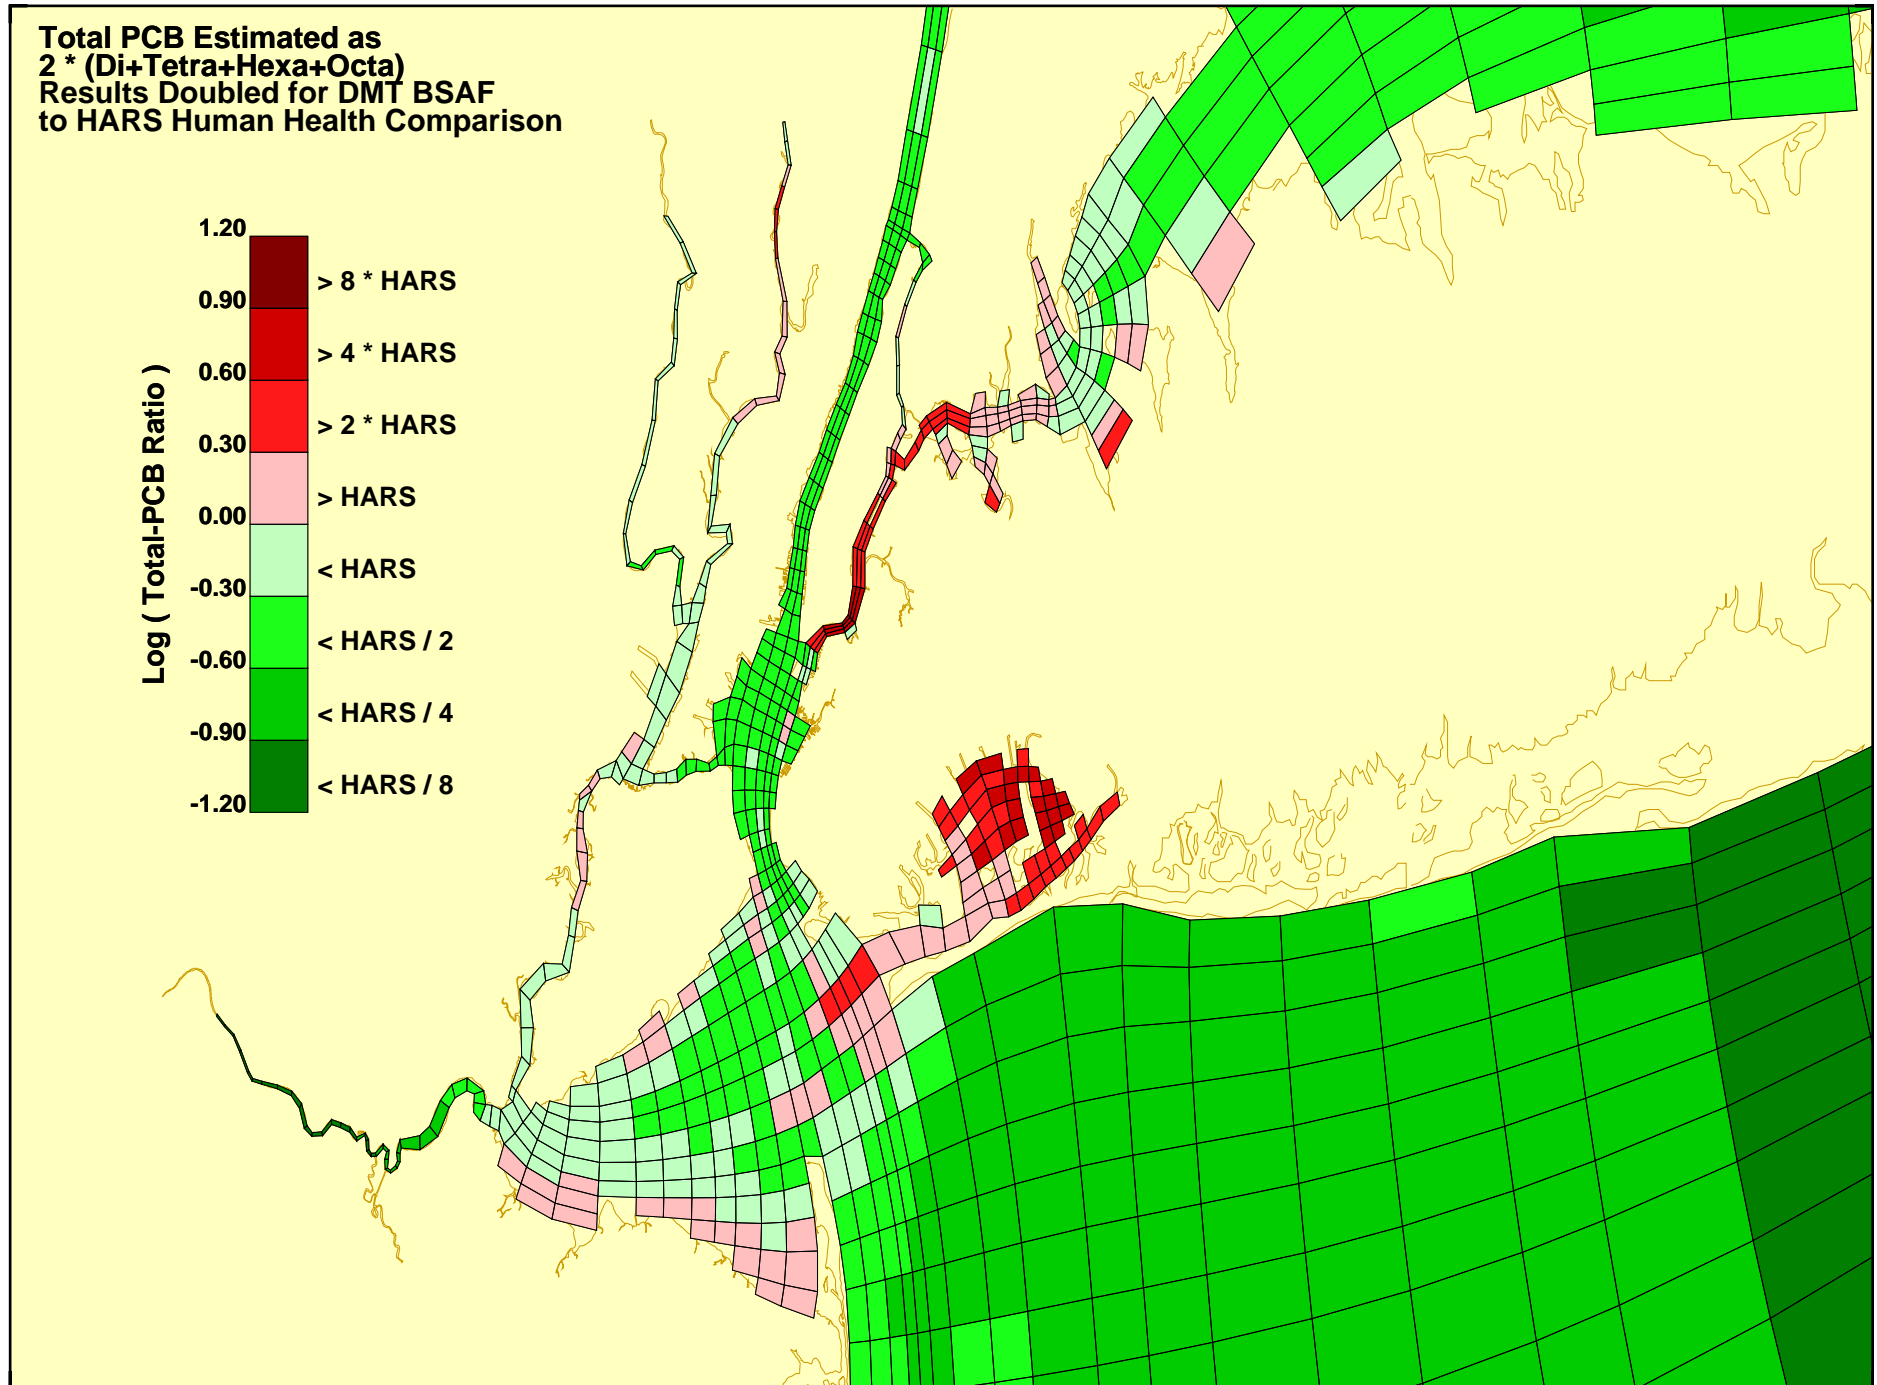 Total PCB Estimated as
2 * (Di+Tetra+Hexa+Octa)
Results Doubled for DMT BSAF
to HARS Human Health Comparison
Log ( Total-PCB Ratio )
1.20
> 8 * HARS
0.90
> 4 * HARS
0.60
> 2 * HARS
0.30
> HARS
0.00
< HARS
-0.30
< HARS / 2
-0.60
< HARS / 4
-0.90
< HARS / 8
-1.20